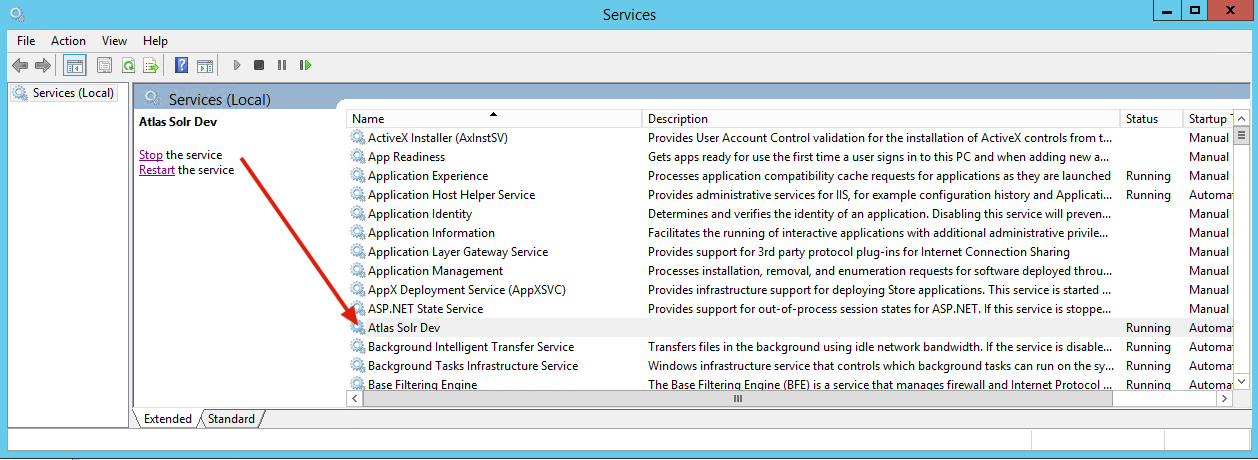 Services
File Action View Help
Services (Local)
Services (Local)
Atlas Solr Dev
Stop the service
Restart the service
Name Description Status Startup T
ActiveX Installer (AxInstSV) Provides User Account Control validation for the installation of ActiveX controls from t... Manual
App Readiness Gets apps ready for use the first time a user signs in to this PC and when adding new a... Manual
Application Experience Processes application compatibility cache requests for applications as they are launched Running Manual
Application Host Helper Service Provides administrative services for IIS, for example configuration history and Applicati... Running Automa
Application Identity Determines and verifies the identity of an application. Disabling this service will preven... Manual
Application Information Facilitates the running of interactive applications with additional administrative privile... Manual
Application Layer Gateway Service Provides support for 3rd party protocol plug-ins for Internet Connection Sharing Manual
Application Management Processes installation, removal, and enumeration requests for software deployed throu... Manual
AppX Deployment Service (AppXSVC) Provides infrastructure support for deploying Store applications. This service is started ... Manual
ASP.NET State Service Provides support for out-of-process session states for ASP.NET. If this service is stoppe... Manual
Atlas Solr Dev Running Automa
Background Intelligent Transfer Service Transfers files in the background using idle network bandwidth. If the service is disable... Running Automa
Background Tasks Infrastructure Service Windows infrastructure service that controls which background tasks can run on the sy... Running Automa
Base Filtering Engine The Base Filtering Engine (BFE) is a service that manages firewall and Internet Protocol ... Running Automa
Extended Standard